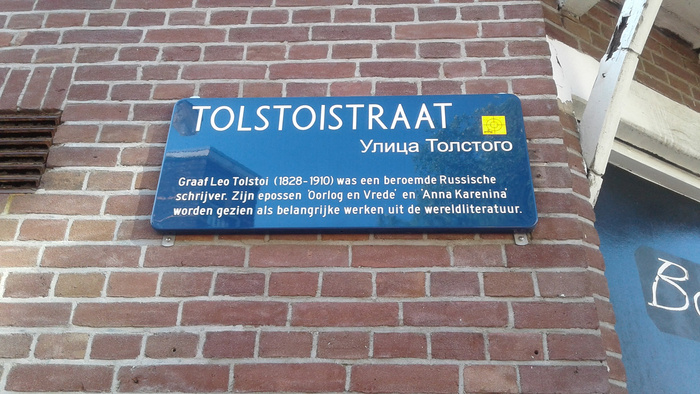 TOLSTOISTRAAT
Улица Толстого
Graaf Leo Tolstoi (1828-1910) was een beroemde Russische
schrijver. Zijn epossen 'Oorlog en Vrede' en 'Anna Karenina'
worden gezien als belangrijke werken uit de wereldliteratuur.